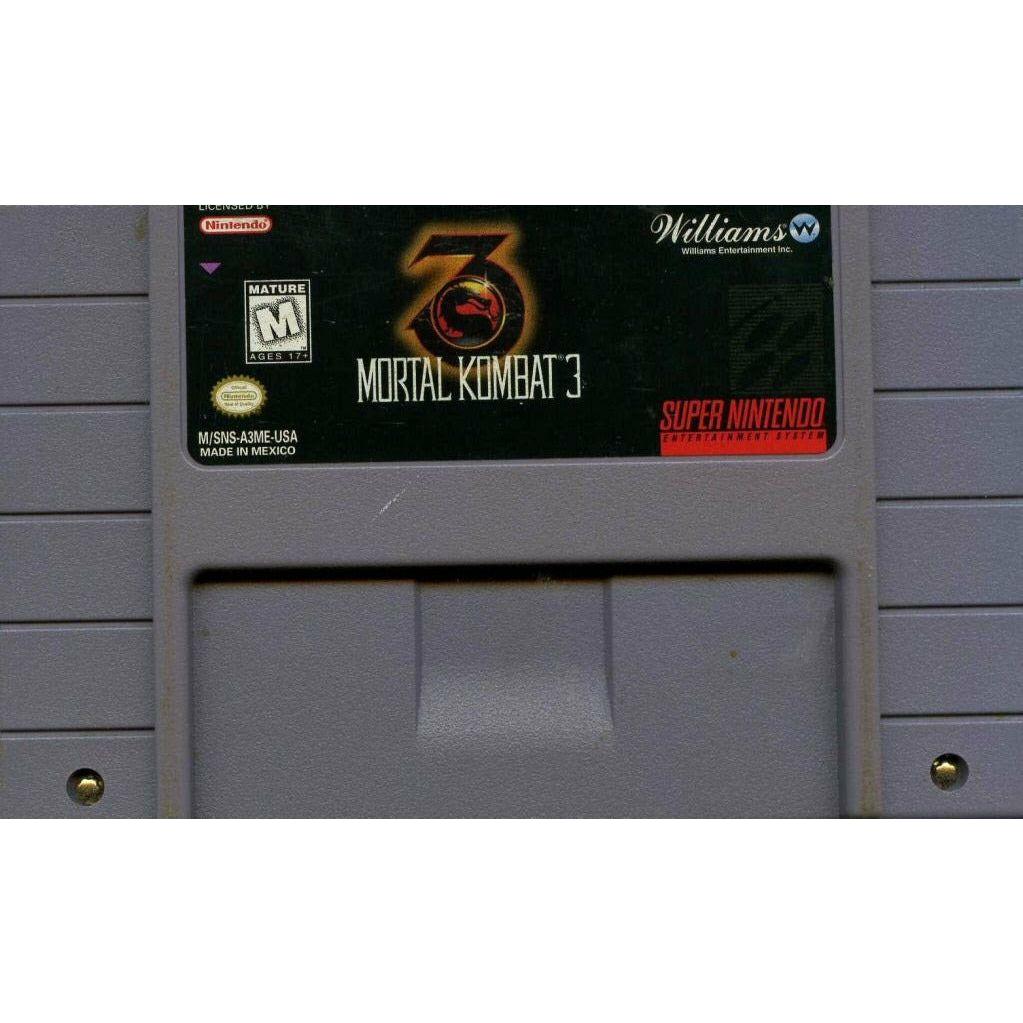 LICENSED BY
Nintendo
Williams W
Williams Entertainment Inc.
MATURE
M
AGES 17+
3
MORTAL KOMBAT® 3
Official
Nintendo
Seal of Quality
SUPER NINTENDO
ENTERTAINMENT SYSTEM
M/SNS-A3ME-USA
MADE IN MEXICO